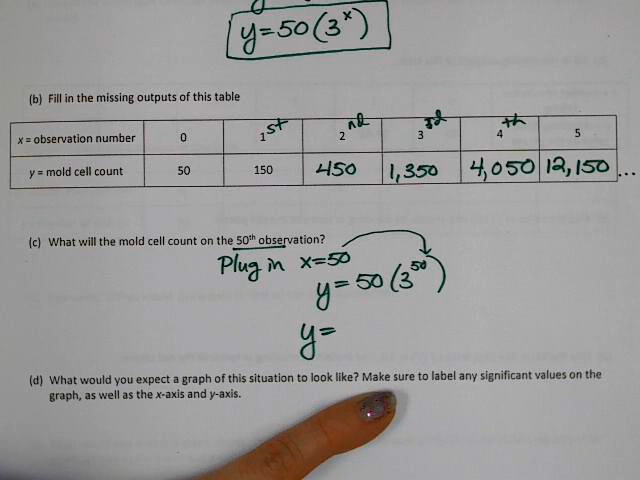 y=50(3^x)
(b) Fill in the missing outputs of this table
x = observation number 0 1st 2nd 3rd 4th 5
y = mold cell count 50 150 450 1,350 4,050 12,150 ...
(c) What will the mold cell count on the 50th observation?
Plug in x=50
y=50(3^50)
y=
(d) What would you expect a graph of this situation to look like? Make sure to label any significant values on the
graph, as well as the x-axis and y-axis.